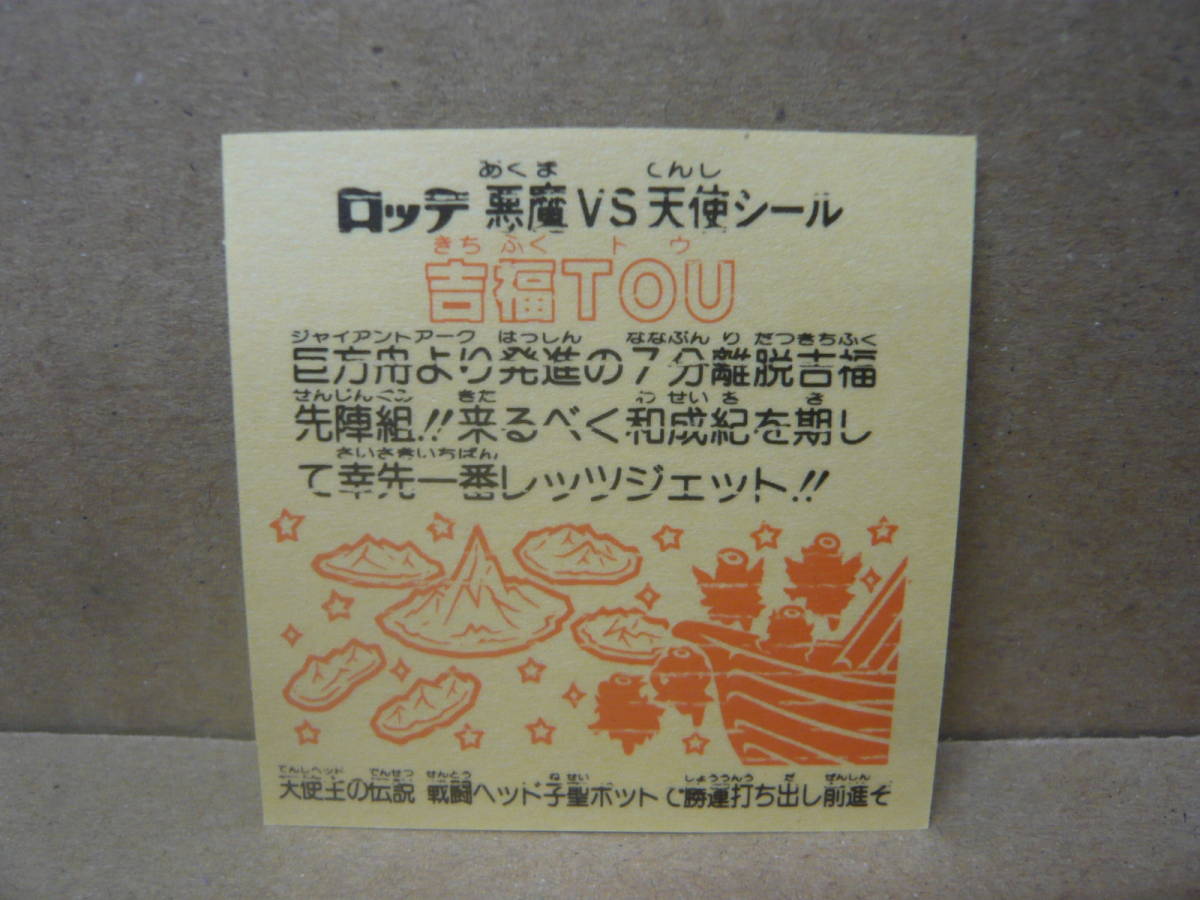 あくま てんし
ロッテ 悪魔VS天使シール
きちふくトウ
吉福TOU
ジャイアントアーク はっしん ななぶんりだつきちふく
巨方舟より発進の7分離脱吉福
せんじんぐみ きた わせいき き
先陣組!!来るべく和成紀を期し
さいさきいちばん
て幸先一番レッツジェット!!
てんしヘッド でんせつ せんとう ねせい しょううんう だ ぜんしん
天使王の伝説 戦闘ヘッド子聖ポットで勝運打ち出し前進ぞ